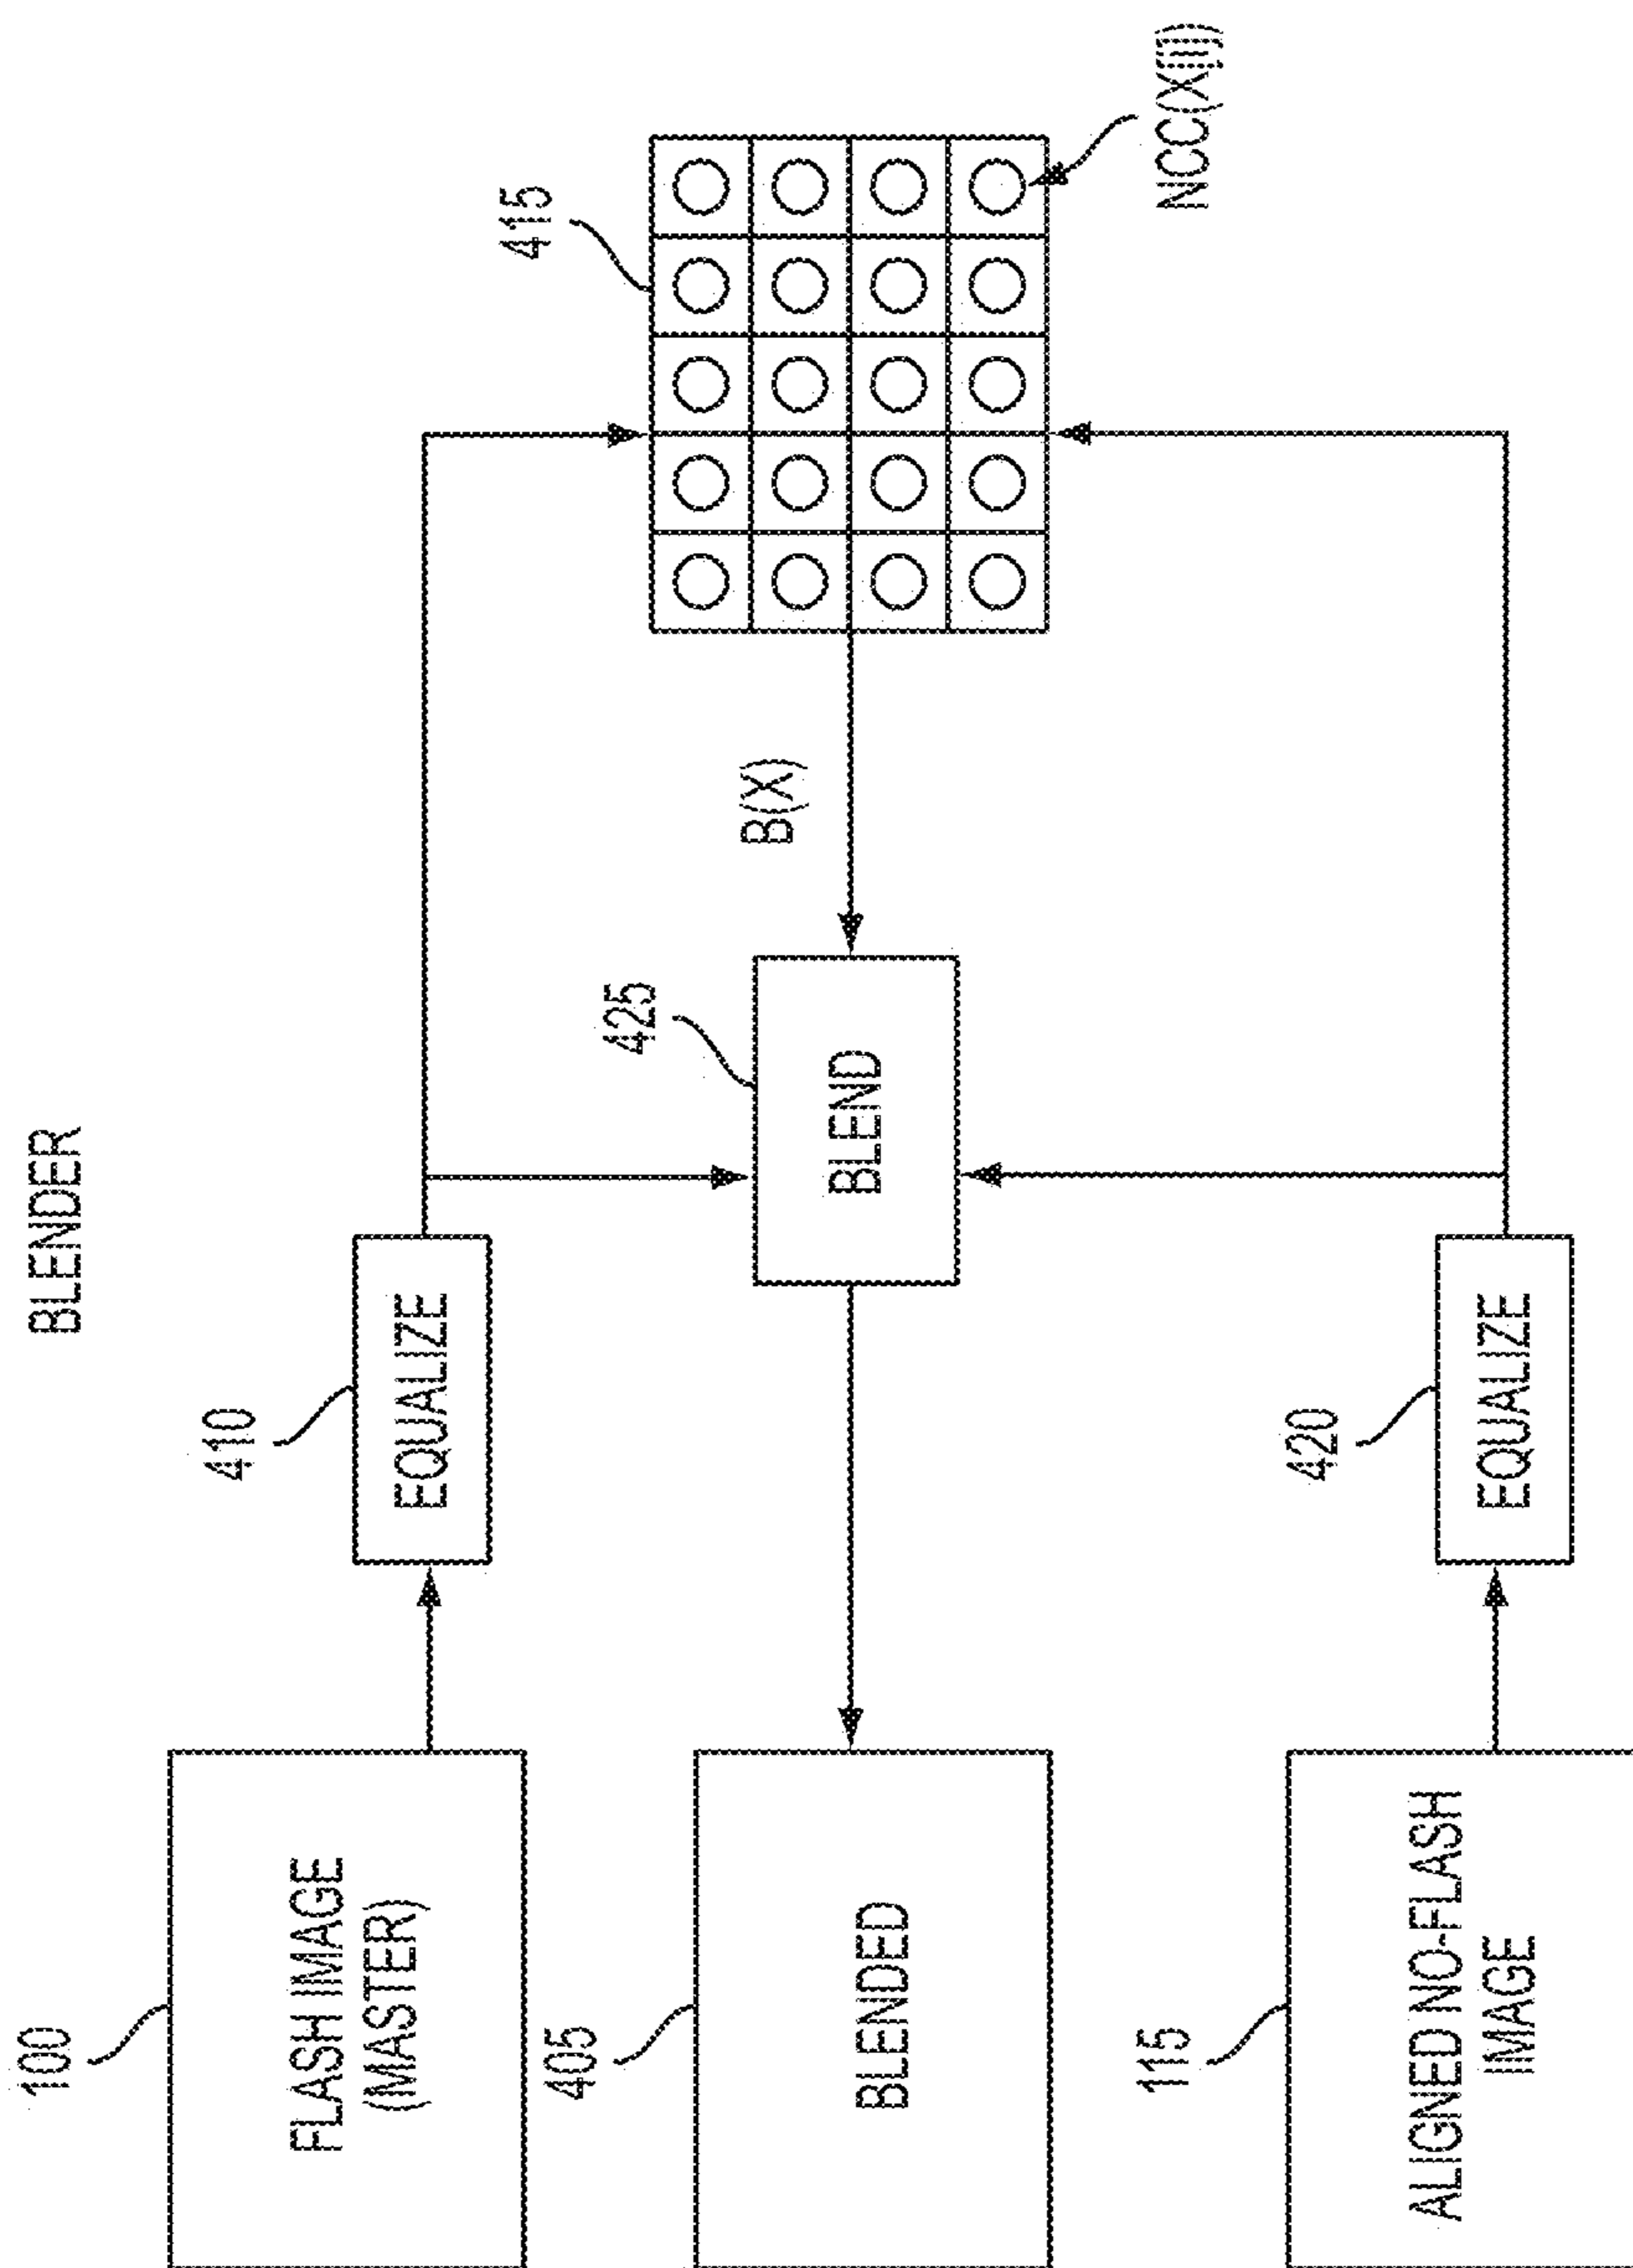 BLENDER
100
FLASH IMAGE
(MASTER)
410
EQUALIZE
415
405
BLENDED
425
BLEND
B(X)
NCC(X[i])
115
ALIGNED NO-FLASH
IMAGE
420
EQUALIZE